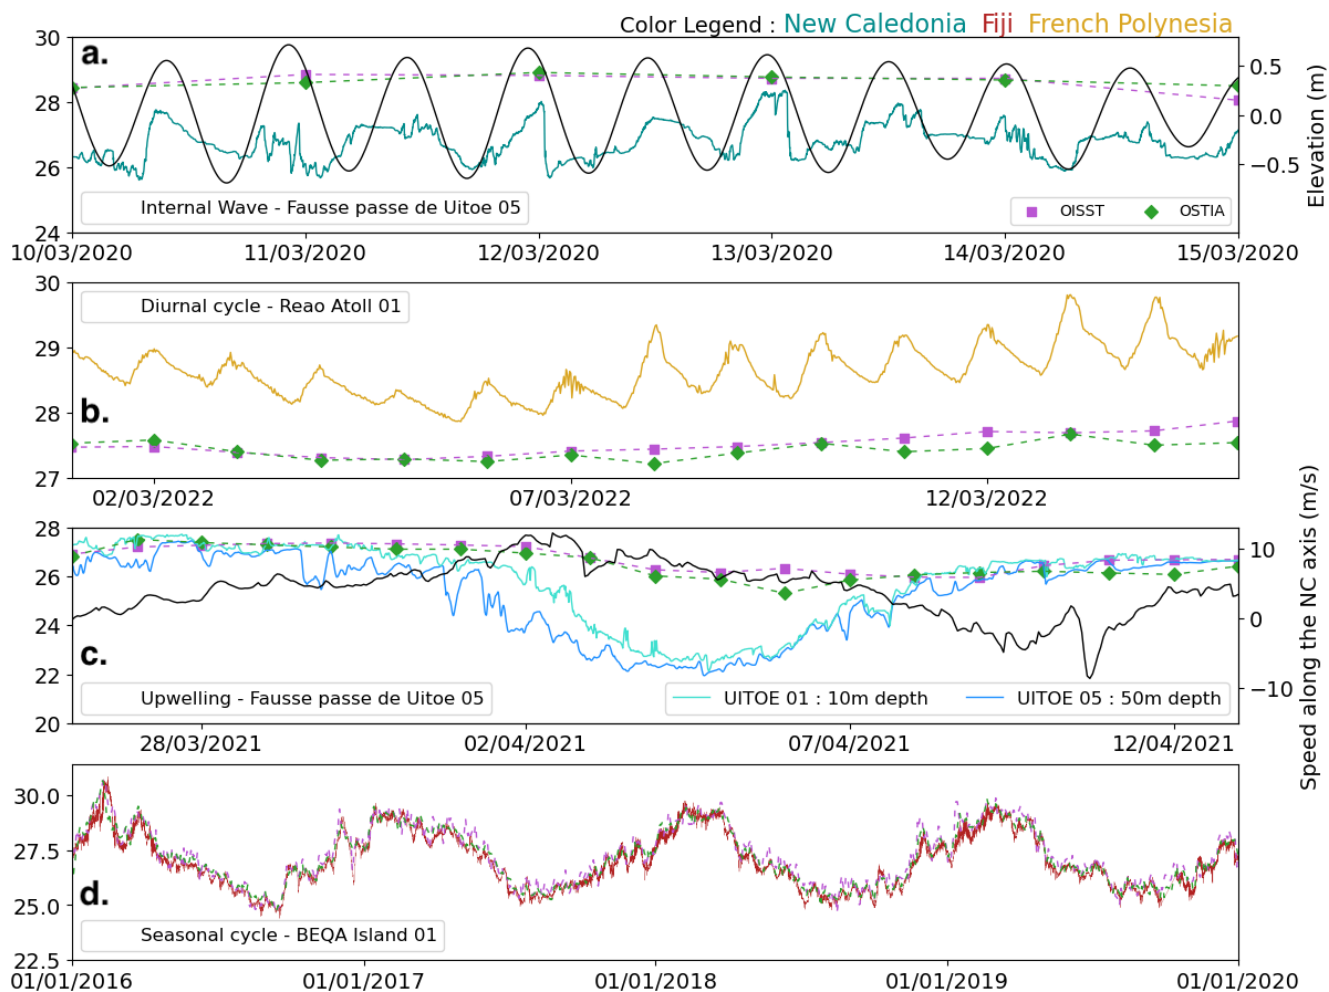 Color Legend : New Caledonia Fiji French Polynesia
a.
30
28
26
24
0.5
0.0
−0.5
Elevation (m)
Internal Wave - Fausse passe de Uitoe 05
OISST OSTIA
10/03/2020 11/03/2020 12/03/2020 13/03/2020 14/03/2020 15/03/2020
30
29
28
27
Diurnal cycle - Reao Atoll 01
b.
02/03/2022 07/03/2022 12/03/2022
28
26
24
22
20
10
0
−10
Speed along the NC axis (m/s)
c.
Upwelling - Fausse passe de Uitoe 05
UITOE 01 : 10m depth UITOE 05 : 50m depth
28/03/2021 02/04/2021 07/04/2021 12/04/2021
30.0
27.5
25.0
22.5
d.
Seasonal cycle - BEQA Island 01
01/01/2016 01/01/2017 01/01/2018 01/01/2019 01/01/2020